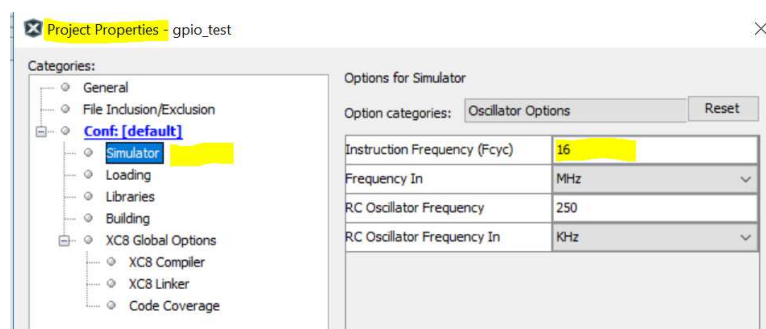 Project Properties - gpio_test
Categories:
General
File Inclusion/Exclusion
Conf: [default]
Simulator
Loading
Libraries
Building
XC8 Global Options
XC8 Compiler
XC8 Linker
Code Coverage
Options for Simulator
Option categories: Oscillator Options Reset
Instruction Frequency (Fcyc) 16
Frequency In MHz
RC Oscillator Frequency 250
RC Oscillator Frequency In KHz